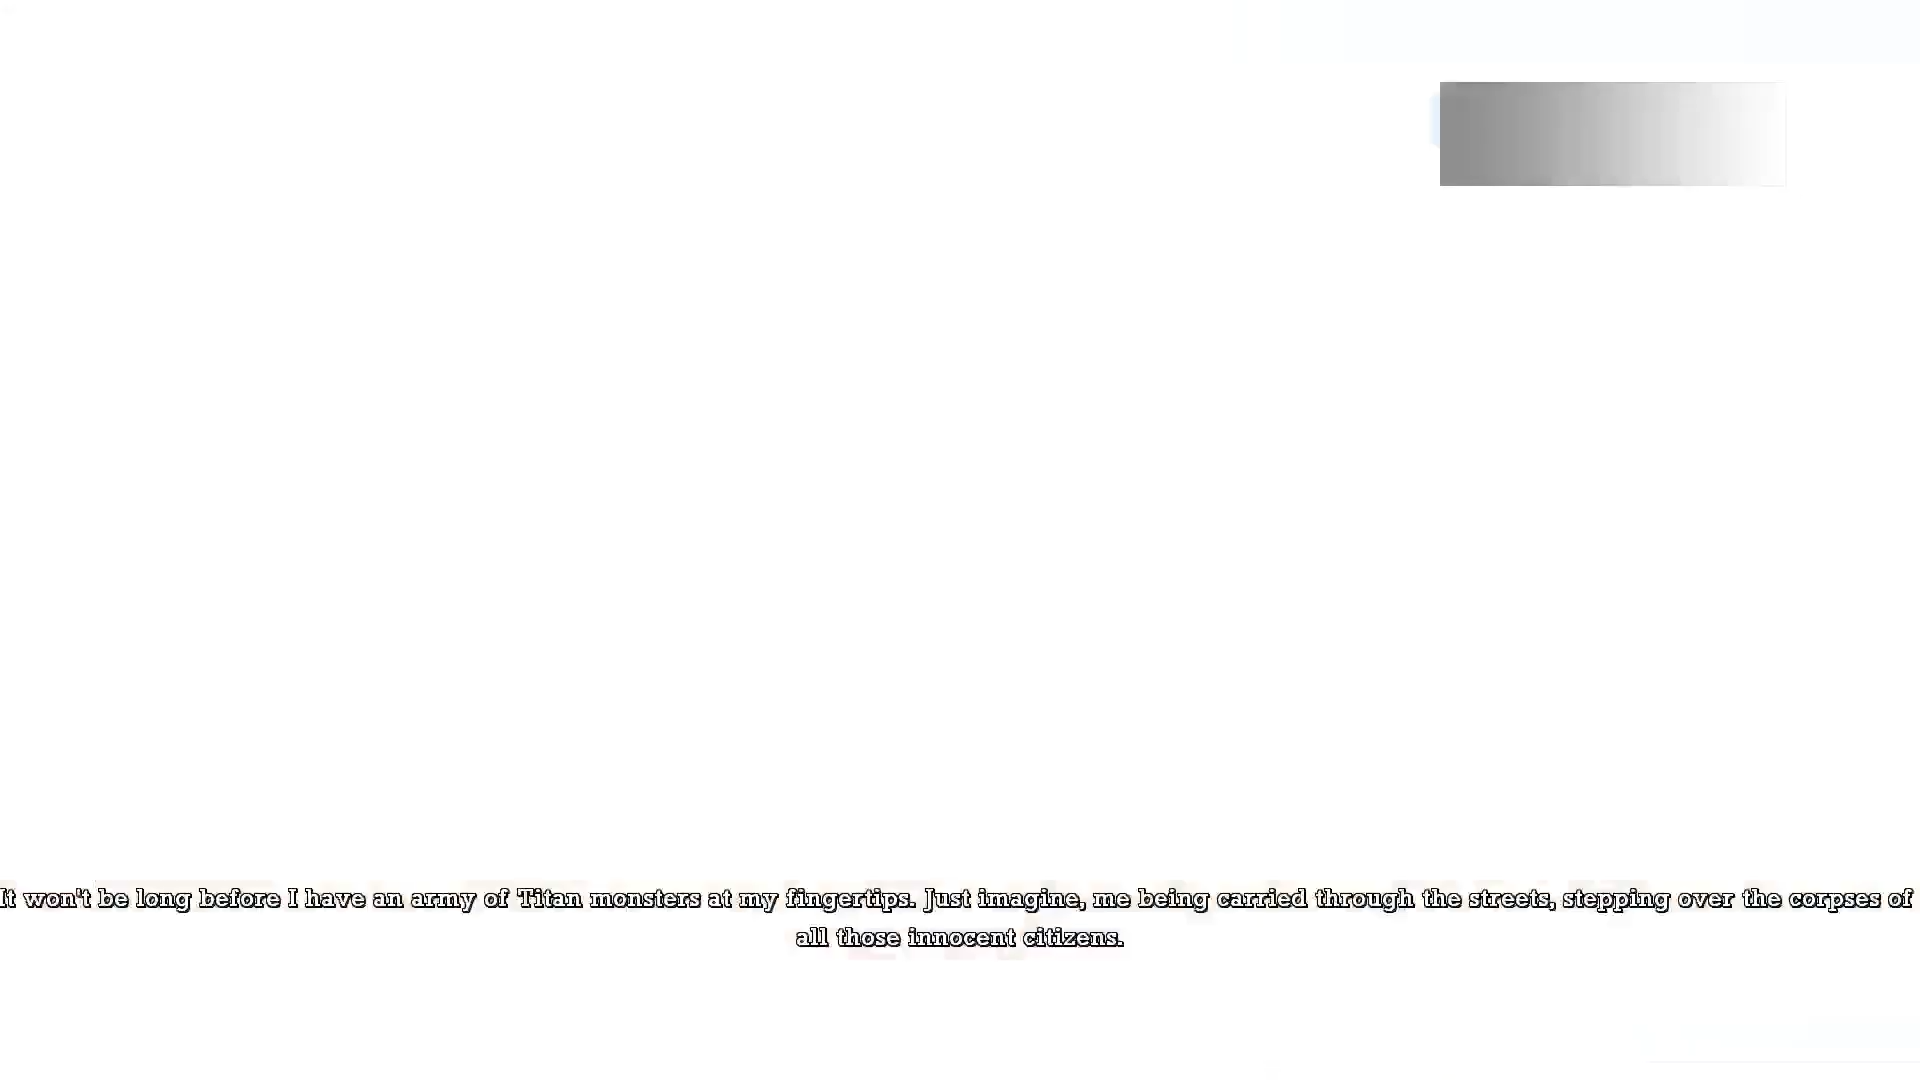 It won't be long before I have an army of Titan monsters at my fingertips. Just imagine, me being carried through the streets, stepping over the corpses of
all those innocent citizens.